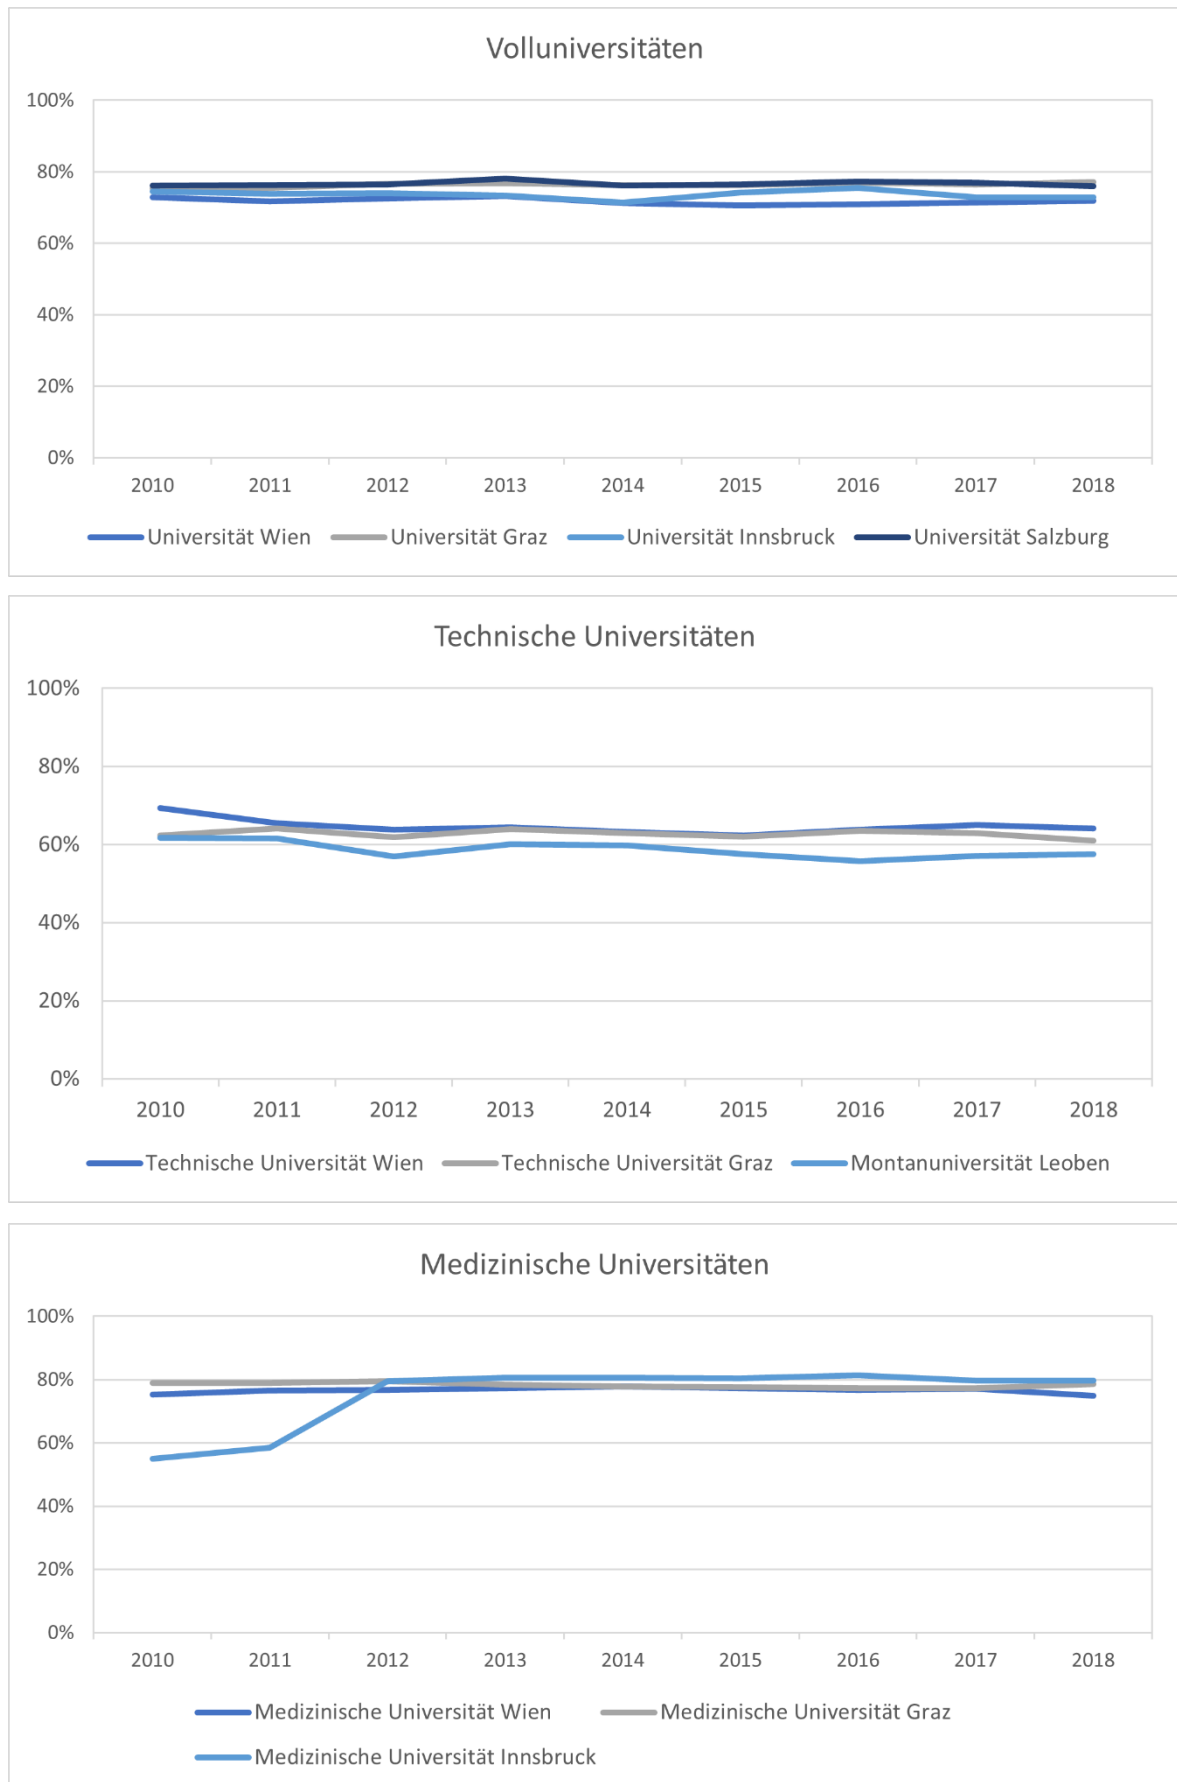 Volluniversitäten
100%
80%
60%
40%
20%
0%
2010 2011 2012 2013 2014 2015 2016 2017 2018
Universität Wien Universität Graz Universität Innsbruck Universität Salzburg
Technische Universitäten
100%
80%
60%
40%
20%
0%
2010 2011 2012 2013 2014 2015 2016 2017 2018
Technische Universität Wien Technische Universität Graz Montanuniversität Leoben
Medizinische Universitäten
100%
80%
60%
40%
20%
0%
2010 2011 2012 2013 2014 2015 2016 2017 2018
Medizinische Universität Wien Medizinische Universität Graz
Medizinische Universität Innsbruck